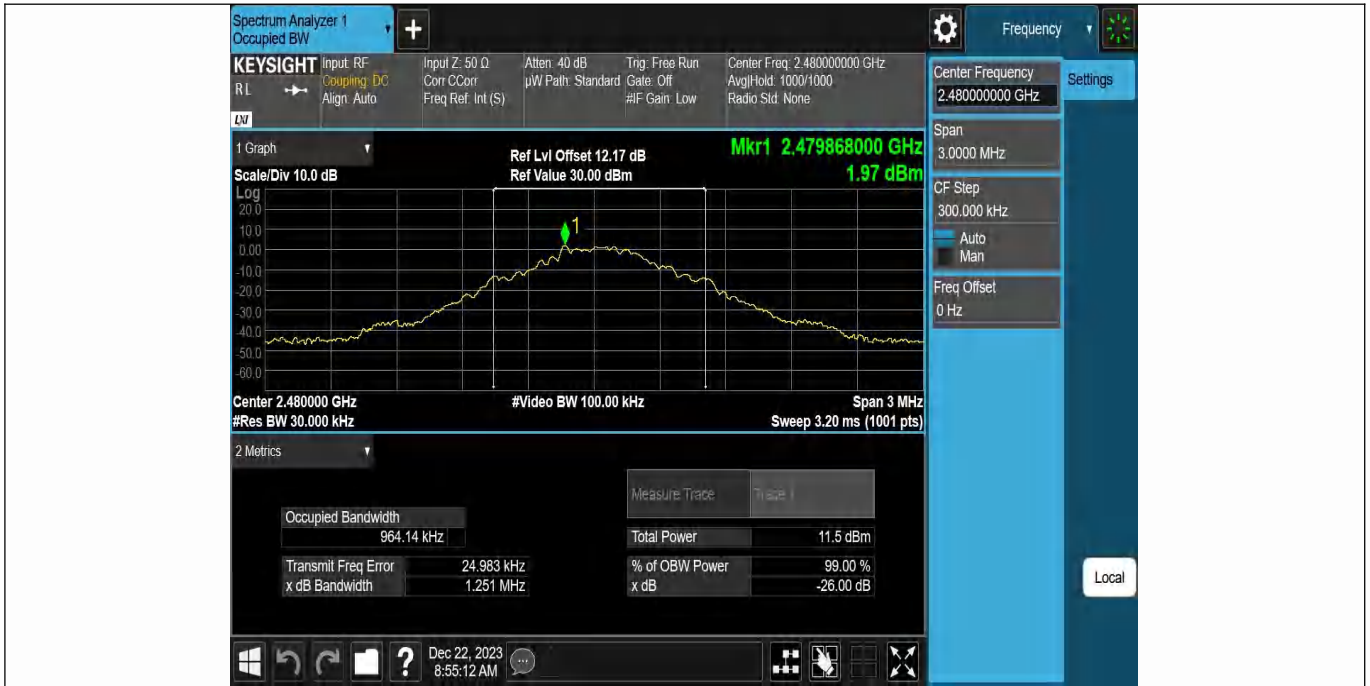 Spectrum Analyzer 1
Occupied BW
+
Frequency
KEYSIGHT
RL
LXI
Input: RF
Coupling: DC
Align: Auto
Input Z: 50 Ω
Corr CCorr
Freq Ref: Int (S)
Atten: 40 dB
µW Path: Standard
Trig: Free Run
Gate: Off
#IF Gain: Low
Center Freq: 2.480000000 GHz
Avg|Hold: 1000/1000
Radio Std: None
Center Frequency
2.480000000 GHz
Settings
Span
3.0000 MHz
CF Step
300.000 kHz
Auto
Man
Freq Offset
0 Hz
1 Graph
Scale/Div 10.0 dB
Ref Lvl Offset 12.17 dB
Ref Value 30.00 dBm
Mkr1 2.479868000 GHz
1.97 dBm
Log
20.0
10.0
0.00
-10.0
-20.0
-30.0
-40.0
-50.0
-60.0
1
Center 2.480000 GHz
#Res BW 30.000 kHz
#Video BW 100.00 kHz
Span 3 MHz
Sweep 3.20 ms (1001 pts)
2 Metrics
Measure Trace Trace 1
Occupied Bandwidth
964.14 kHz
Total Power 11.5 dBm
Transmit Freq Error 24.983 kHz
% of OBW Power 99.00 %
x dB Bandwidth 1.251 MHz
x dB -26.00 dB
Local
?
Dec 22, 2023
8:55:12 AM